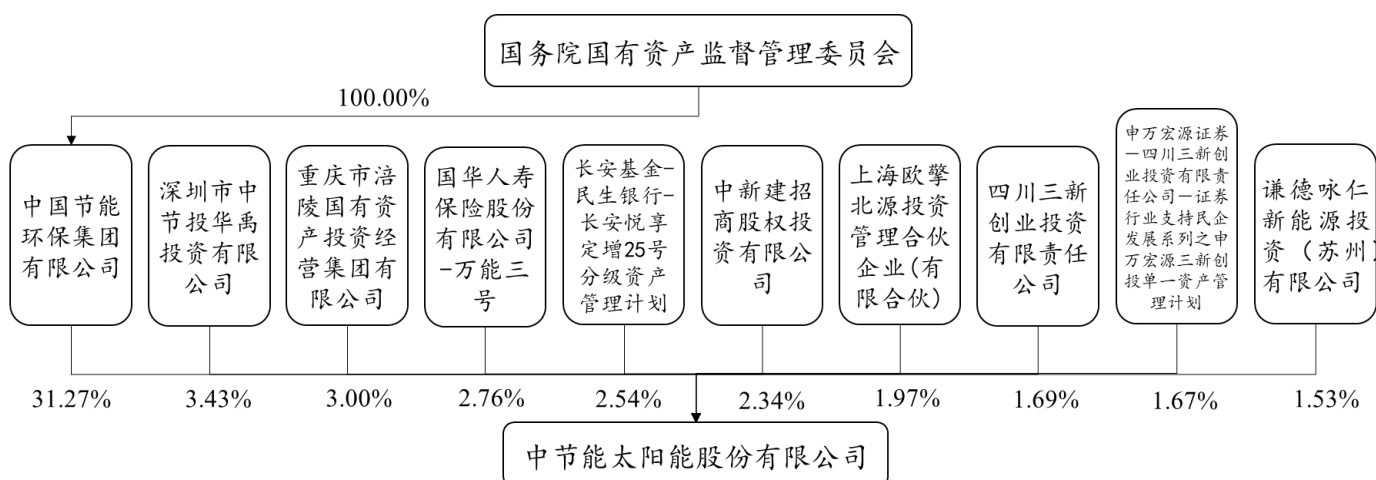 国务院国有资产监督管理委员会
100.00%
中国节能
环保集团
有限公司
深圳市中
节投华禹
投资有限
公司
重庆市涪
陵国有资
产投资经
营集团有
限公司
国华人寿
保险股份
有限公司
-万能三
号
长安基金-
民生银行-
长安悦享
定增25号
分级资产
管理计划
中新建招
商股权投
资有限公
司
上海欧擎
北源投资
管理合伙
企业(有
限合伙)
四川三新
创业投资
有限责任
公司
申万宏源证券
—四川三新创
业投资有限责
任公司—证券
行业支持民企
发展系列之申
万宏源三新创
投单一资产管
理计划
谦德咏仁
新能源投
资（苏州）
有限公司
31.27%
3.43%
3.00%
2.76%
2.54%
2.34%
1.97%
1.69%
1.67%
1.53%
中节能太阳能股份有限公司